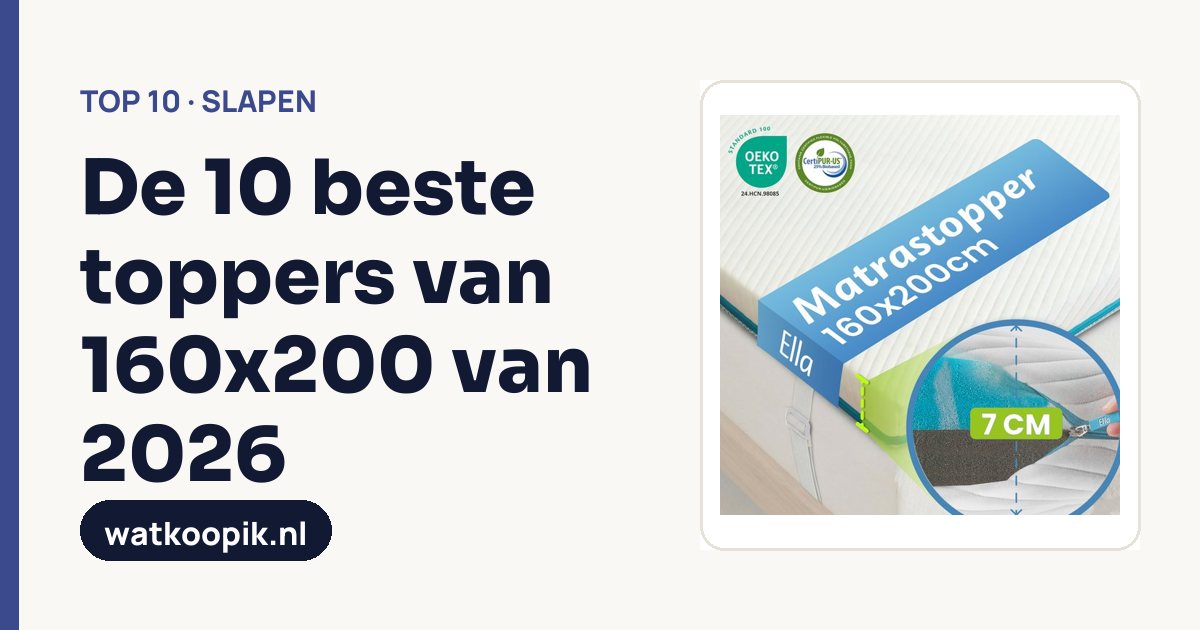 TOP 10 · SLAPEN
De 10 beste
toppers van
160x200 van
2026
watkoopik.nl
STANDARD 100
OEKO
TEX®
24.HCN.98085
CertiPUR-US
Matrastopper
160x200cm
Ella
7 CM
Ella